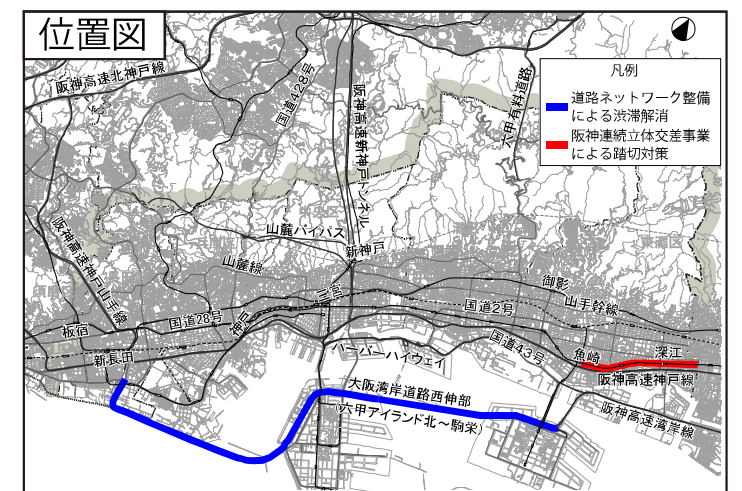 位置図
凡例
道路ネットワーク整備
による渋滞解消
阪神連続立体交差事業
による踏切対策
阪神高速北神戸線
国道428号
阪神高速新神戸トンネル
六甲有料道路
阪神高速神戸山手線
山麓バイパス
新神戸
山麓線
御影
山手幹線
国道2号
国道28号
神戸
板宿
新長田
ハーバーハイウェイ
国道43号
魚崎
深江
阪神高速神戸線
大阪湾岸道路西伸部
(六甲アイランド北~駒栄)
阪神高速湾岸線